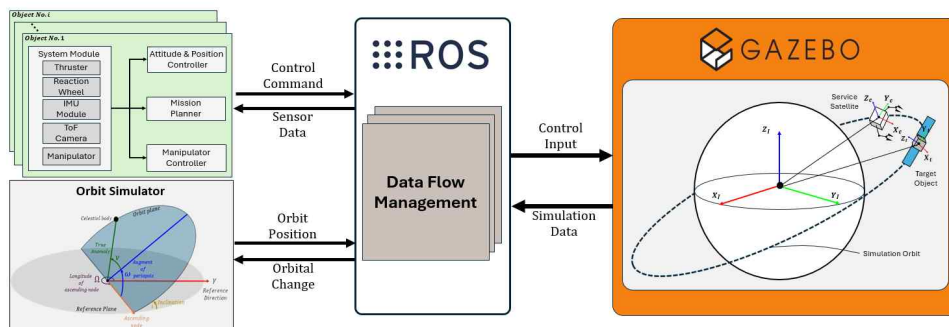 Object No.i
Object No.1
System Module
Thruster
Reaction
Wheel
IMU
Module
ToF
Camera
Manipulator
Attitude & Position
Controller
Mission
Planner
Manipulator
Controller
Control
Command
Sensor
Data
ROS
Data Flow
Management
Control
Input
Simulation
Data
GAZEBO
Service
Satellite
Target
Object
Simulation Orbit
Z_I
X_I
Y_I
Orbit Simulator
Orbit plane
Celestial body
True
Anomaly
ν
Argument
of
ω periapsis
Longitude
of
ascending node
Ω
Y
Reference
Direction
Inclination
Reference Plane
Ascending
node
Orbit
Position
Orbital
Change